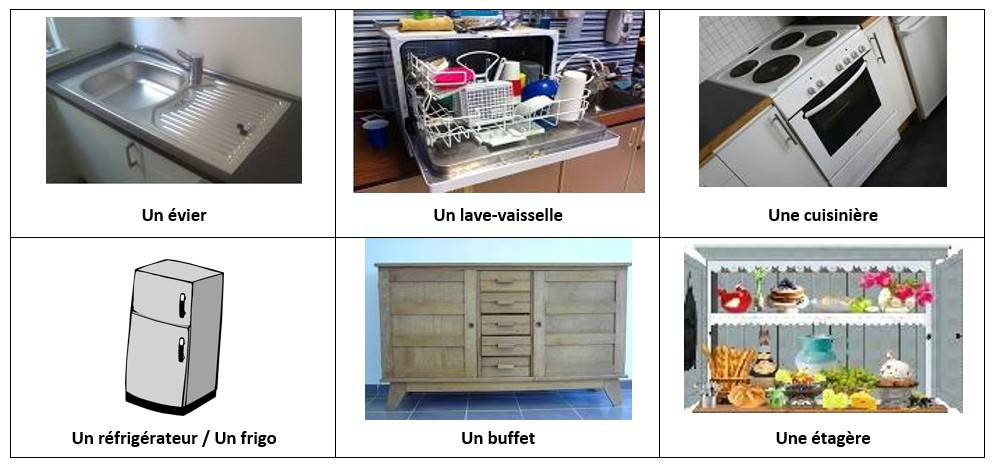 Un évier
Un lave-vaisselle
Une cuisinière
Un réfrigérateur / Un frigo
Un buffet
Une étagère